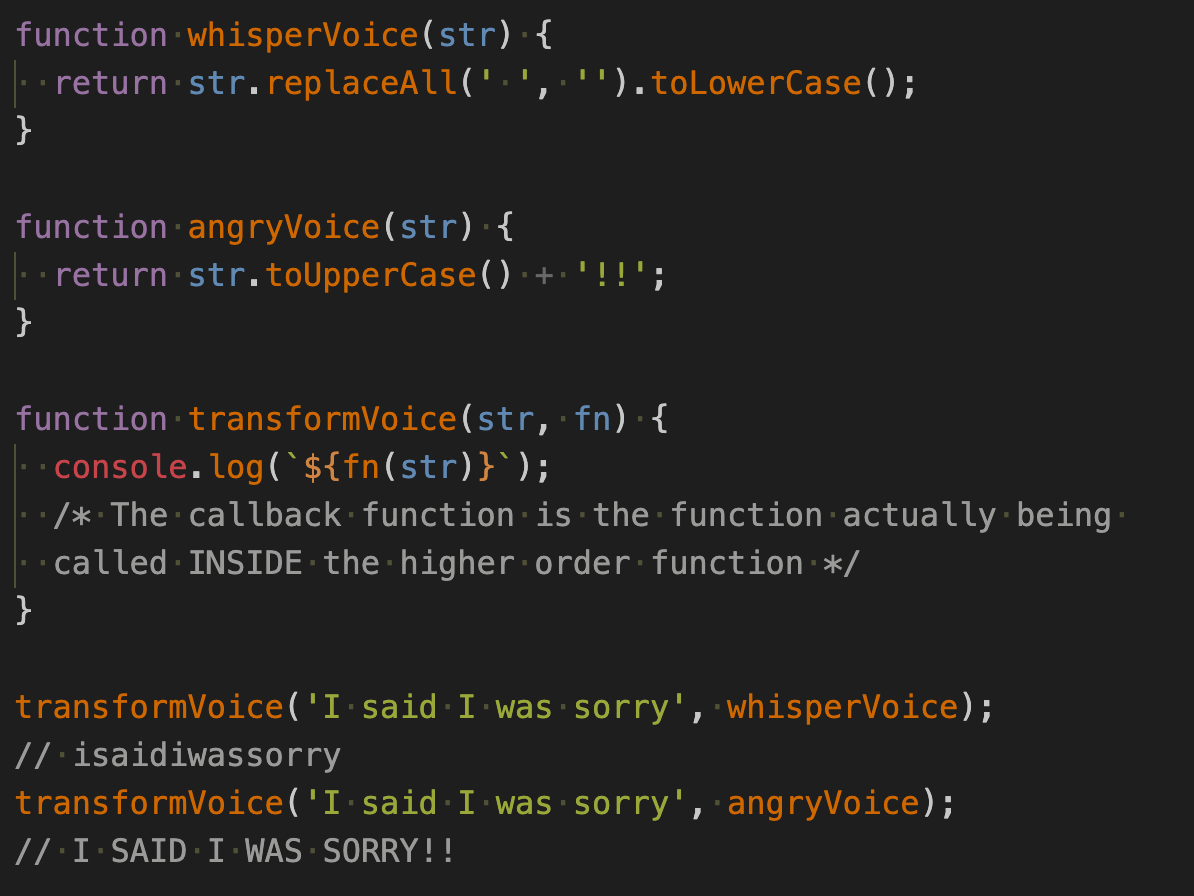 function whisperVoice(str) {
  return str.replaceAll(' ', '').toLowerCase();
}

function angryVoice(str) {
  return str.toUpperCase() + '!!';
}

function transformVoice(str, fn) {
  console.log(`${fn(str)}`);
  /* The callback function is the function actually being 
  called INSIDE the higher order function */
}

transformVoice('I said I was sorry', whisperVoice);
// isaidiwassorry
transformVoice('I said I was sorry', angryVoice);
// I SAID I WAS SORRY!!